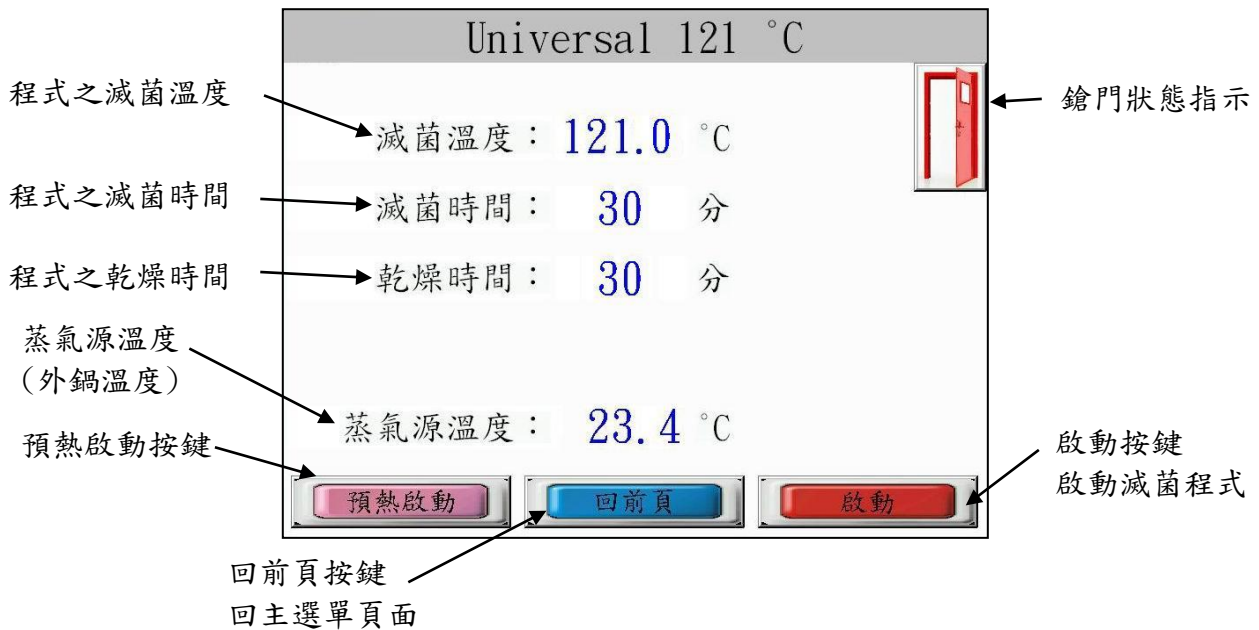 Universal 121 °C
程式之滅菌溫度
滅菌溫度：121.0 °C
鎗門狀態指示
程式之滅菌時間
滅菌時間：30 分
程式之乾燥時間
乾燥時間：30 分
蒸氣源溫度
(外鍋溫度)
蒸氣源溫度：23.4 °C
預熱啟動按鍵
啟動按鍵
啟動滅菌程式
預熱啟動
回前頁
啟動
回前頁按鍵
回主選單頁面